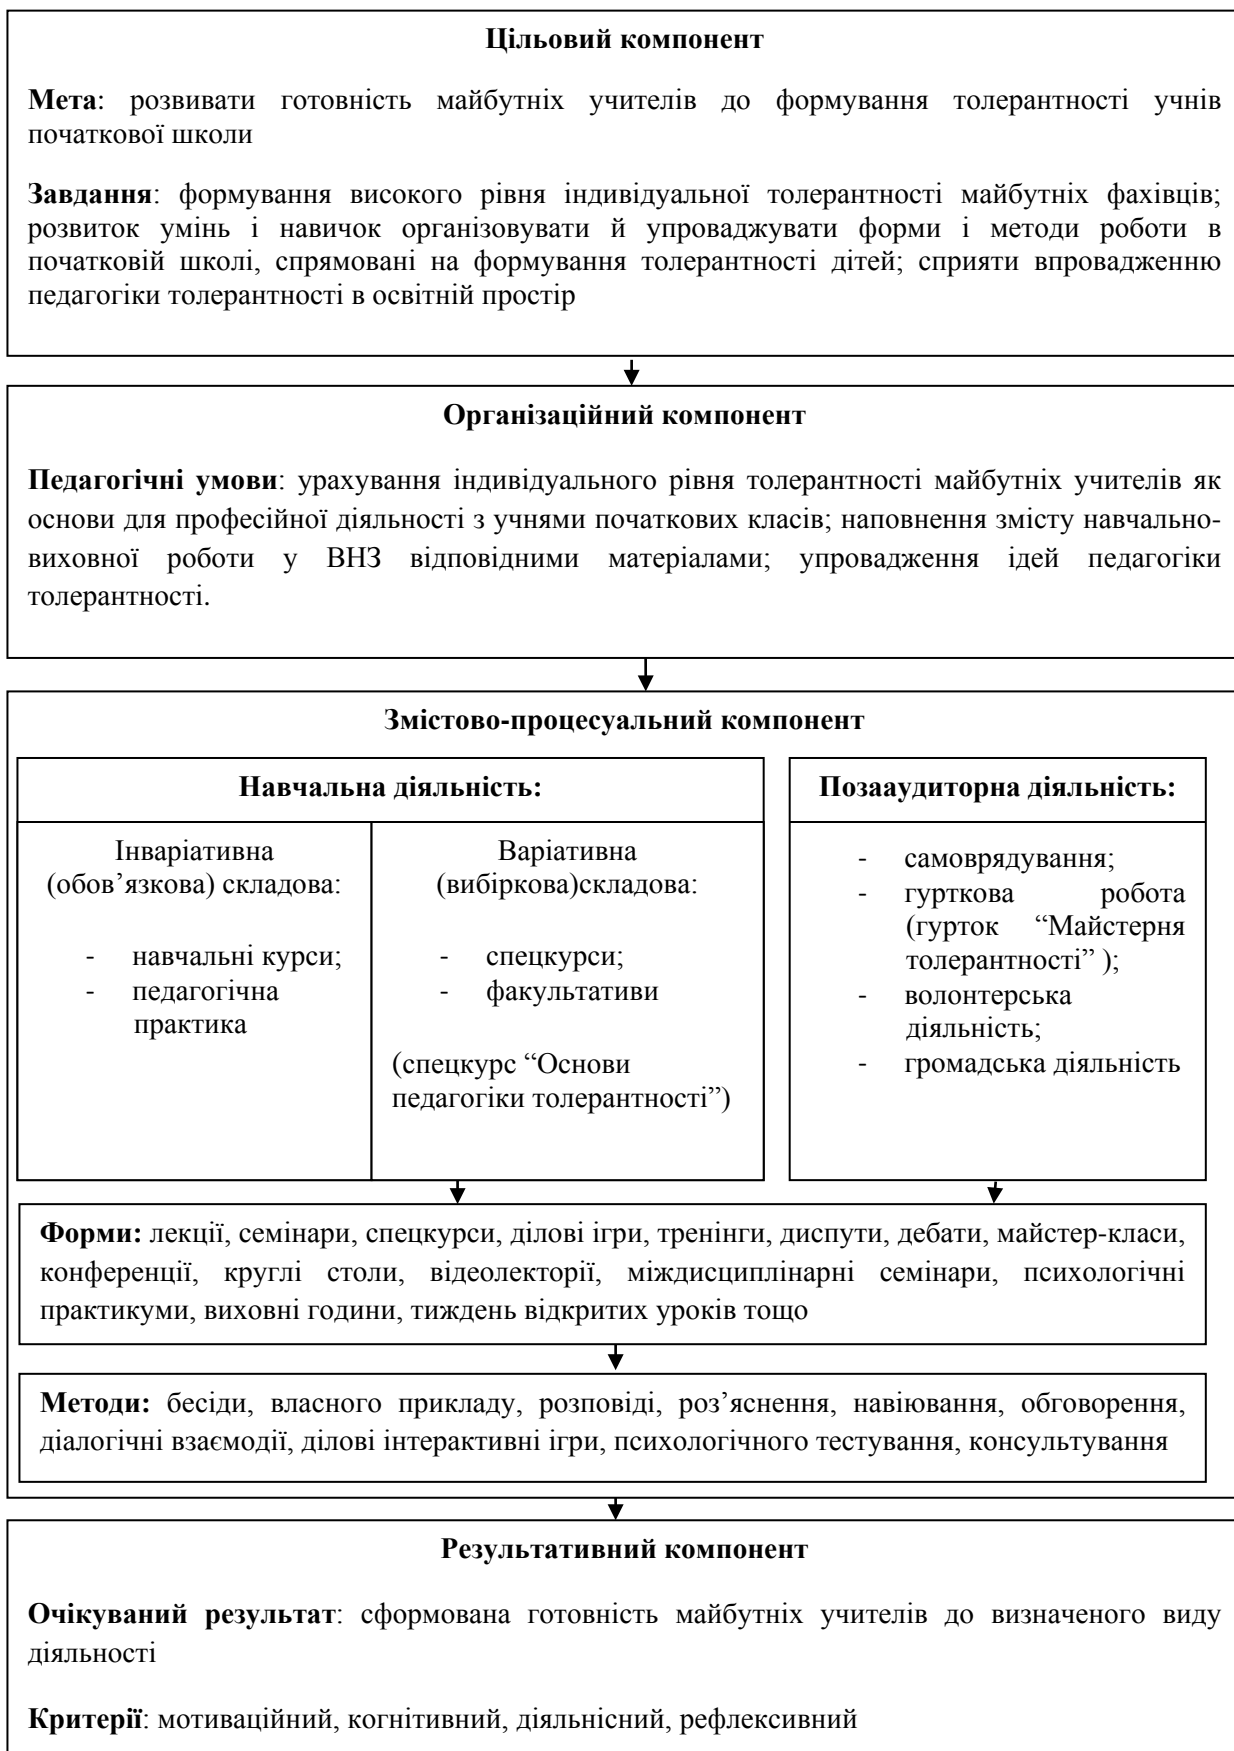 Цільовий компонент
Мета: розвивати готовність майбутніх учителів до формування толерантності учнів
початкової школи
Завдання: формування високого рівня індивідуальної толерантності майбутніх фахівців;
розвиток умінь і навичок організовувати й упроваджувати форми і методи роботи в
початковій школі, спрямовані на формування толерантності дітей; сприяти впровадженню
педагогіки толерантності в освітній простір
Організаційний компонент
Педагогічні умови: урахування індивідуального рівня толерантності майбутніх учителів як
основи для професійної діяльності з учнями початкових класів; наповнення змісту навчально-
виховної роботи у ВНЗ відповідними матеріалами; упровадження ідей педагогіки
толерантності.
Змістово-процесуальний компонент
Навчальна діяльність:
Інваріативна
(обов’язкова) складова:
- навчальні курси;
- педагогічна
практика
Варіативна
(вибіркова)складова:
- спецкурси;
- факультативи
(спецкурс “Основи
педагогіки толерантності”)
Позааудиторна діяльність:
- самоврядування;
- гурткова робота
(гурток “Майстерня
толерантності” );
- волонтерська
діяльність;
- громадська діяльність
Форми: лекції, семінари, спецкурси, ділові ігри, тренінги, диспути, дебати, майстер-класи,
конференції, круглі столи, відеолекторії, міждисциплінарні семінари, психологічні
практикуми, виховні години, тиждень відкритих уроків тощо
Методи: бесіди, власного прикладу, розповіді, роз’яснення, навіювання, обговорення,
діалогічні взаємодії, ділові інтерактивні ігри, психологічного тестування, консультування
Результативний компонент
Очікуваний результат: сформована готовність майбутніх учителів до визначеного виду
діяльності
Критерії: мотиваційний, когнітивний, діяльнісний, рефлексивний